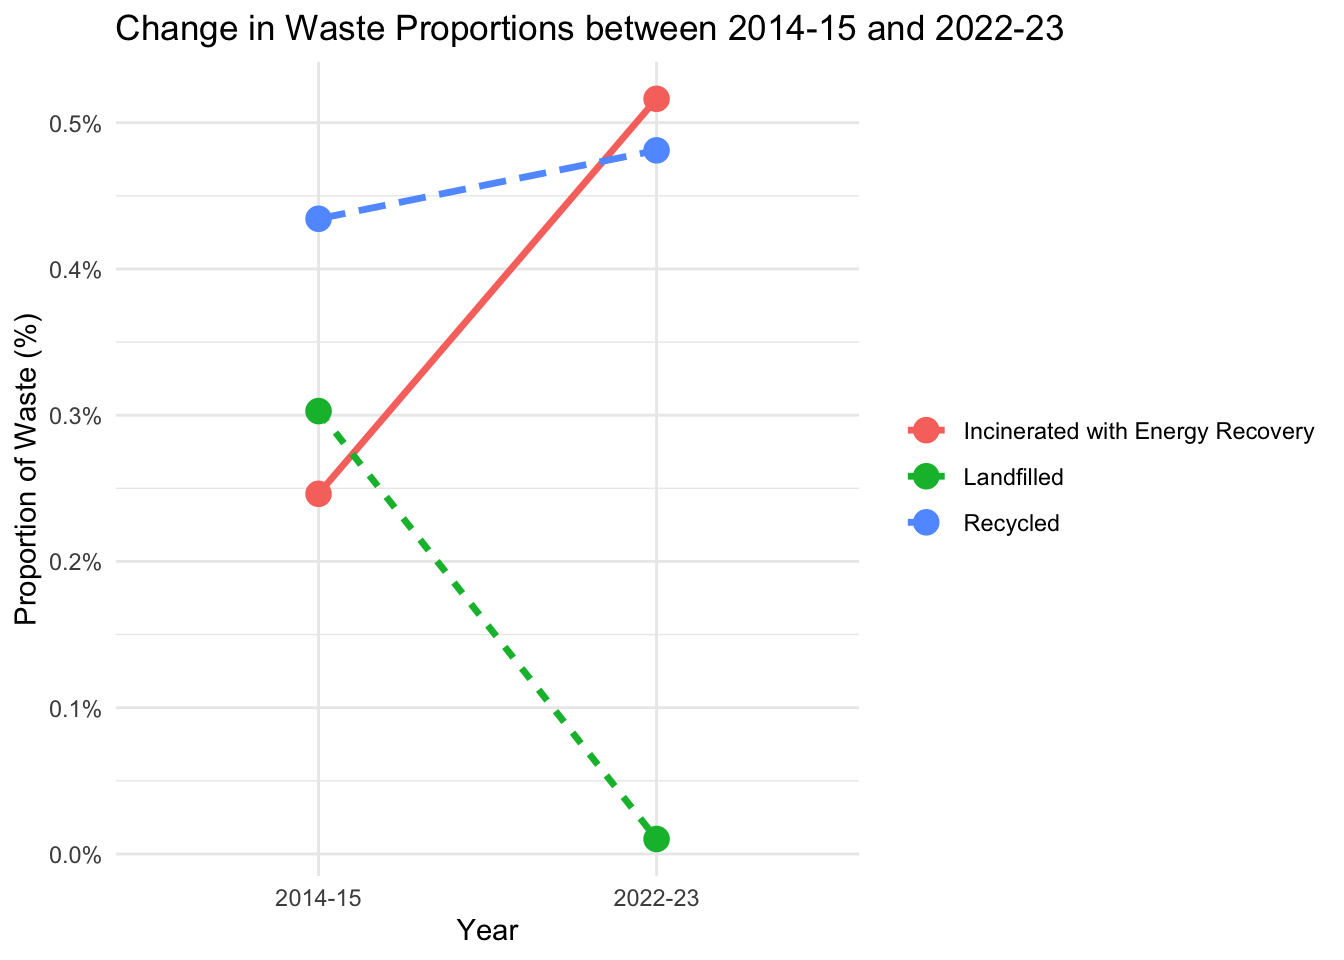 Change in Waste Proportions between 2014-15 and 2022-23
Proportion of Waste (%)
0.5%
0.4%
0.3%
0.2%
0.1%
0.0%
2014-15
2022-23
Year
Incinerated with Energy Recovery
Landfilled
Recycled